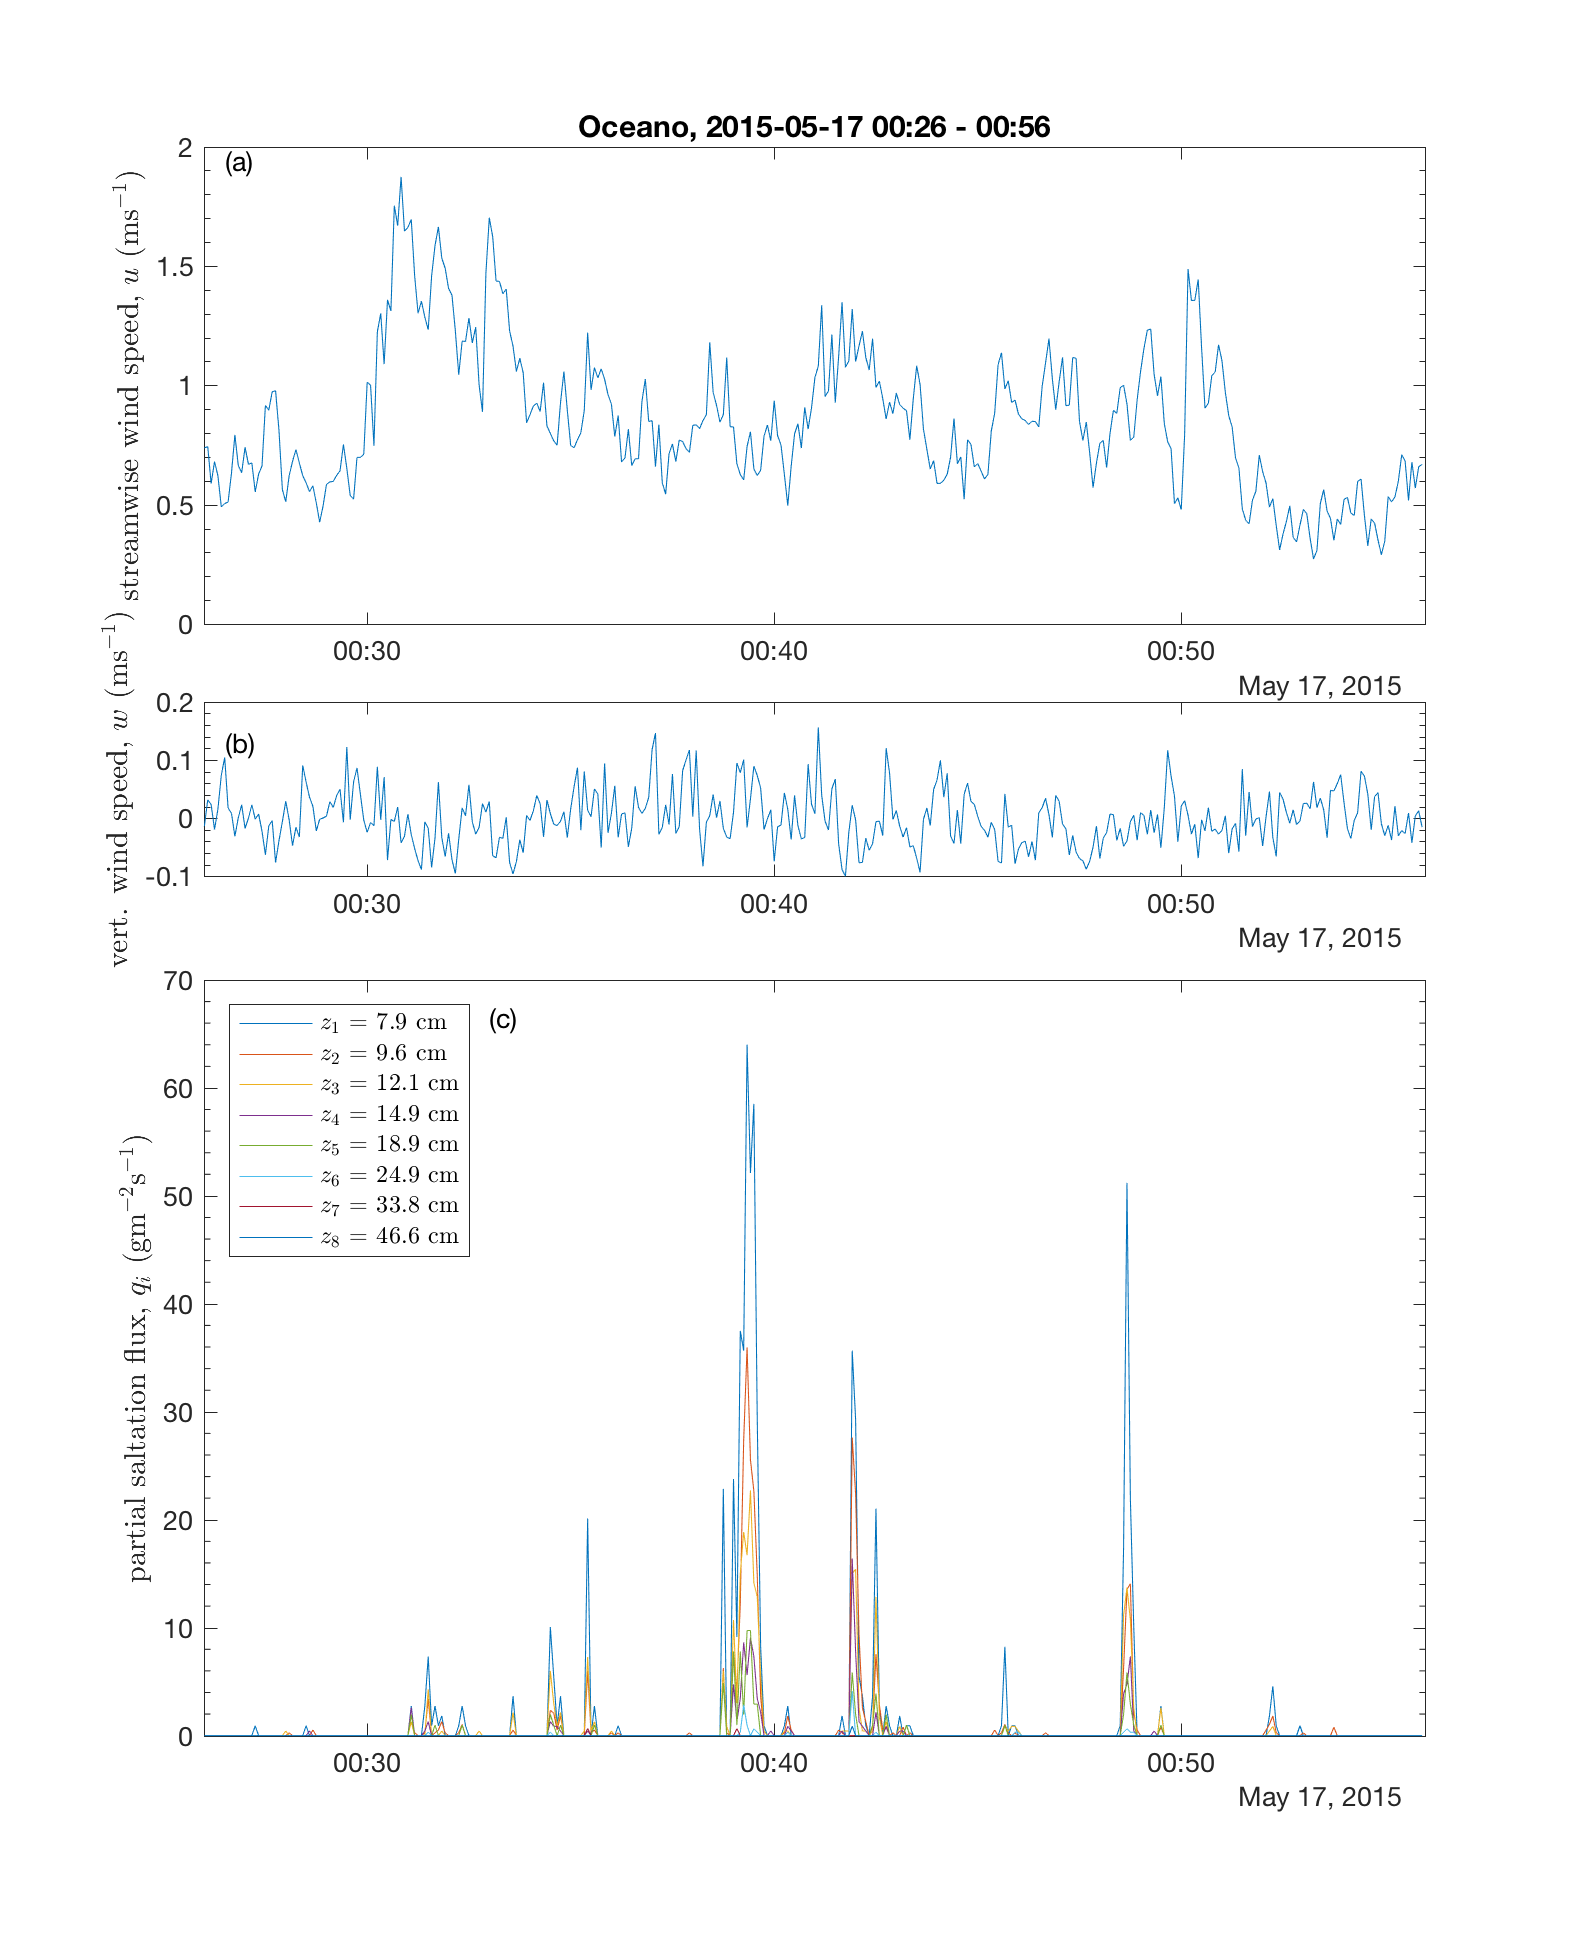 Oceano, 2015-05-17 00:26 - 00:56
(a)
streamwise wind speed, u (ms⁻¹)
2
1.5
1
0.5
0
00:30 00:40 00:50
May 17, 2015
(b)
vert. wind speed, w (ms⁻¹)
0.2
0.1
0
-0.1
00:30 00:40 00:50
May 17, 2015
(c)
partial saltation flux, qᵢ (gm⁻²s⁻¹)
70
60
50
40
30
20
10
0
z₁ = 7.9 cm
z₂ = 9.6 cm
z₃ = 12.1 cm
z₄ = 14.9 cm
z₅ = 18.9 cm
z₆ = 24.9 cm
z₇ = 33.8 cm
z₈ = 46.6 cm
00:30 00:40 00:50
May 17, 2015